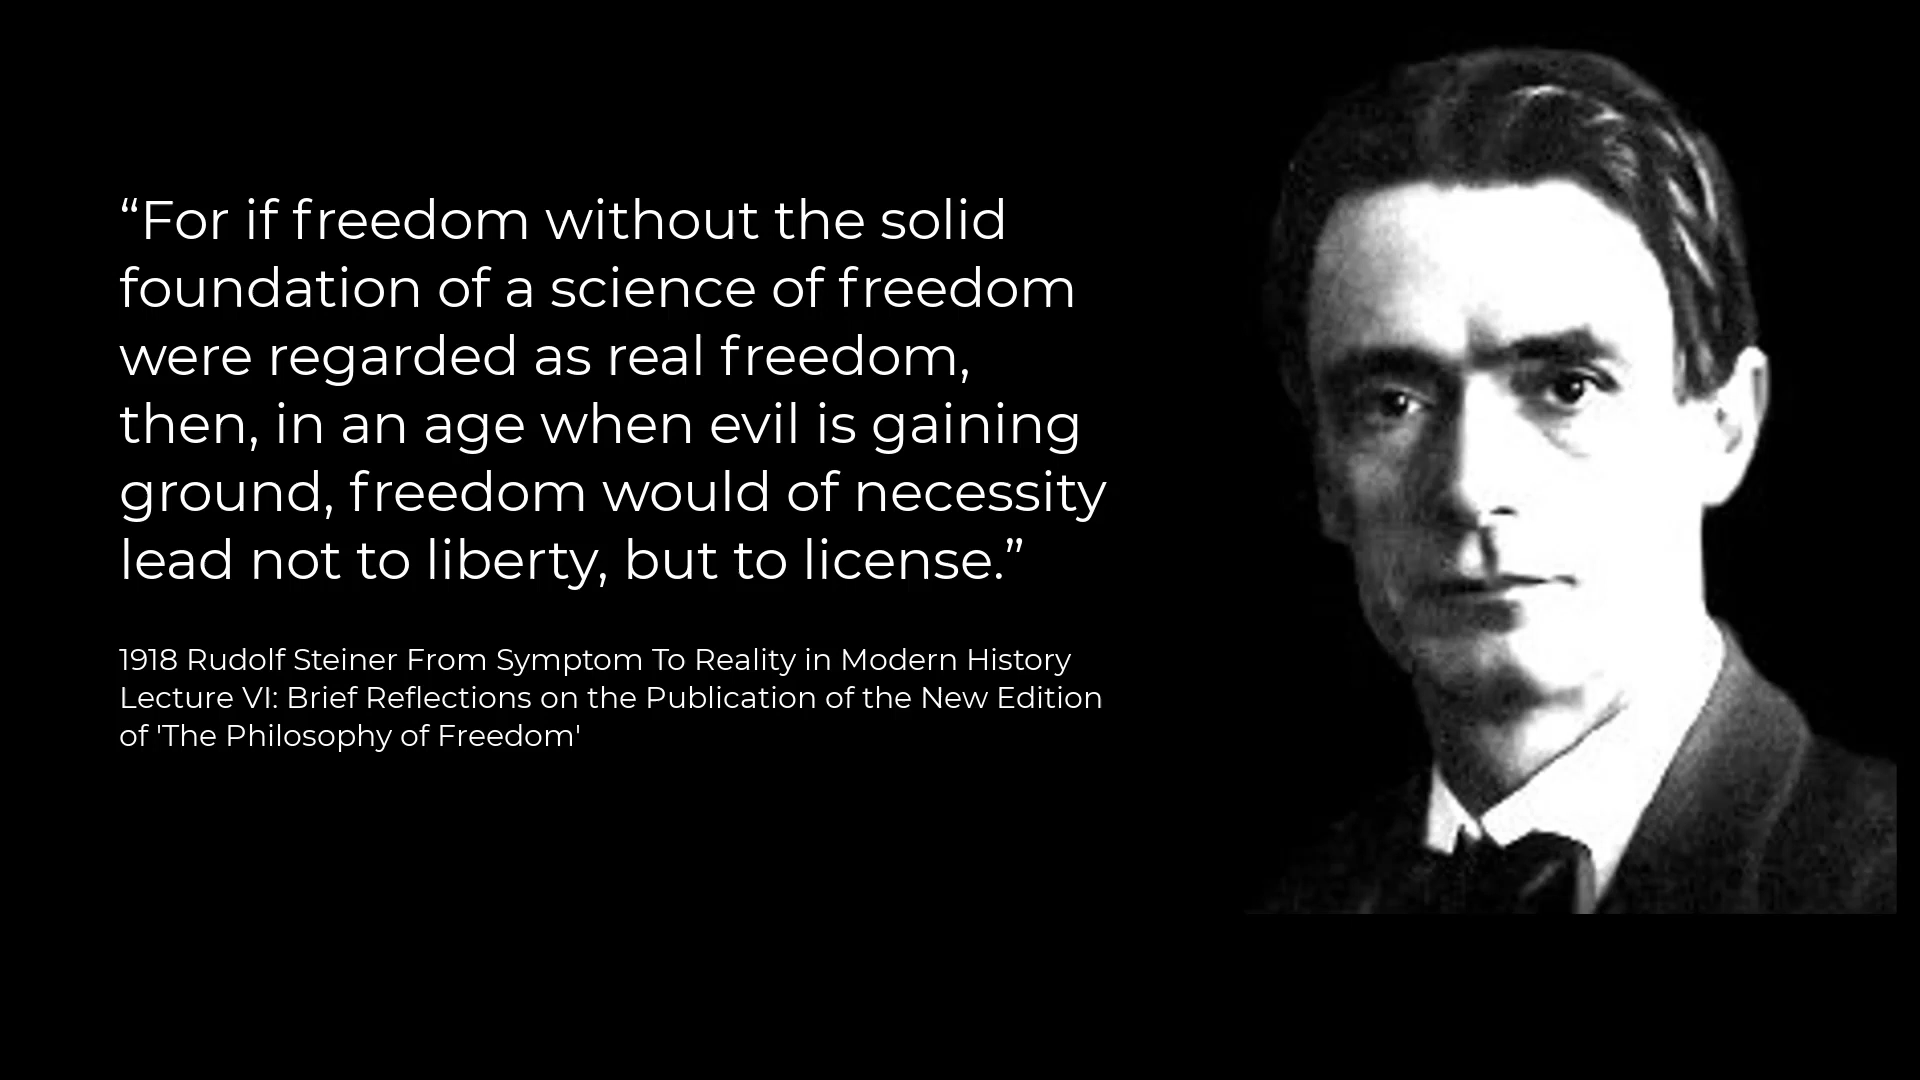 “For if freedom without the solid
foundation of a science of freedom
were regarded as real freedom,
then, in an age when evil is gaining
ground, freedom would of necessity
lead not to liberty, but to license.”
1918 Rudolf Steiner From Symptom To Reality in Modern History
Lecture VI: Brief Reflections on the Publication of the New Edition
of 'The Philosophy of Freedom'